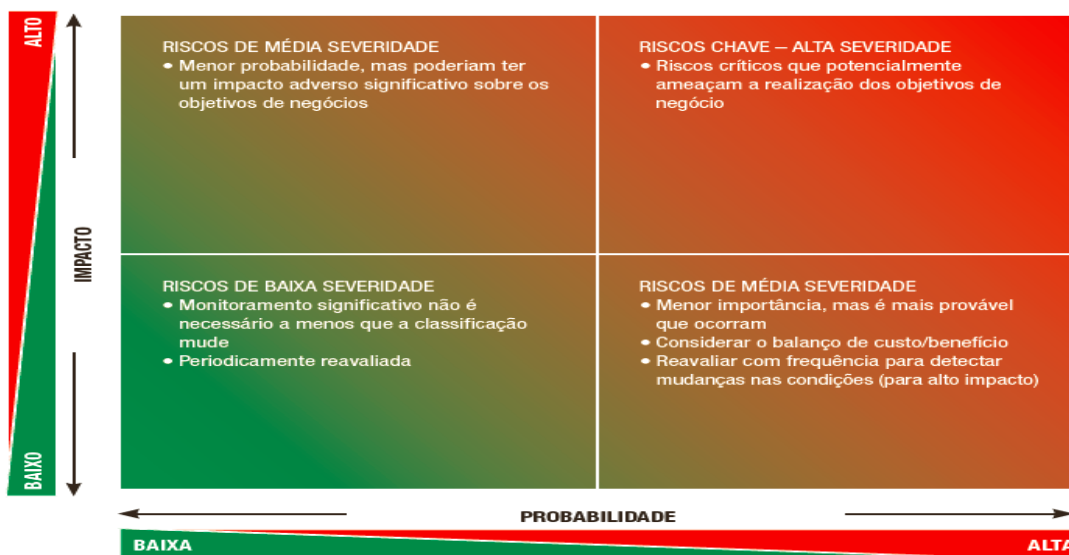 ALTO
IMPACTO
BAIXO
RISCOS DE MÉDIA SEVERIDADE
• Menor probabilidade, mas poderiam ter
um impacto adverso significativo sobre os
objetivos de negócios
RISCOS CHAVE – ALTA SEVERIDADE
• Riscos críticos que potencialmente
ameaçam a realização dos objetivos de
negócio
RISCOS DE BAIXA SEVERIDADE
• Monitoramento significativo não é
necessário a menos que a classificação
mude
• Periodicamente reavaliada
RISCOS DE MÉDIA SEVERIDADE
• Menor importância, mas é mais provável
que ocorram
• Considerar o balanço de custo/benefício
• Reavaliar com frequência para detectar
mudanças nas condições (para alto impacto)
PROBABILIDADE
BAIXA
ALTA